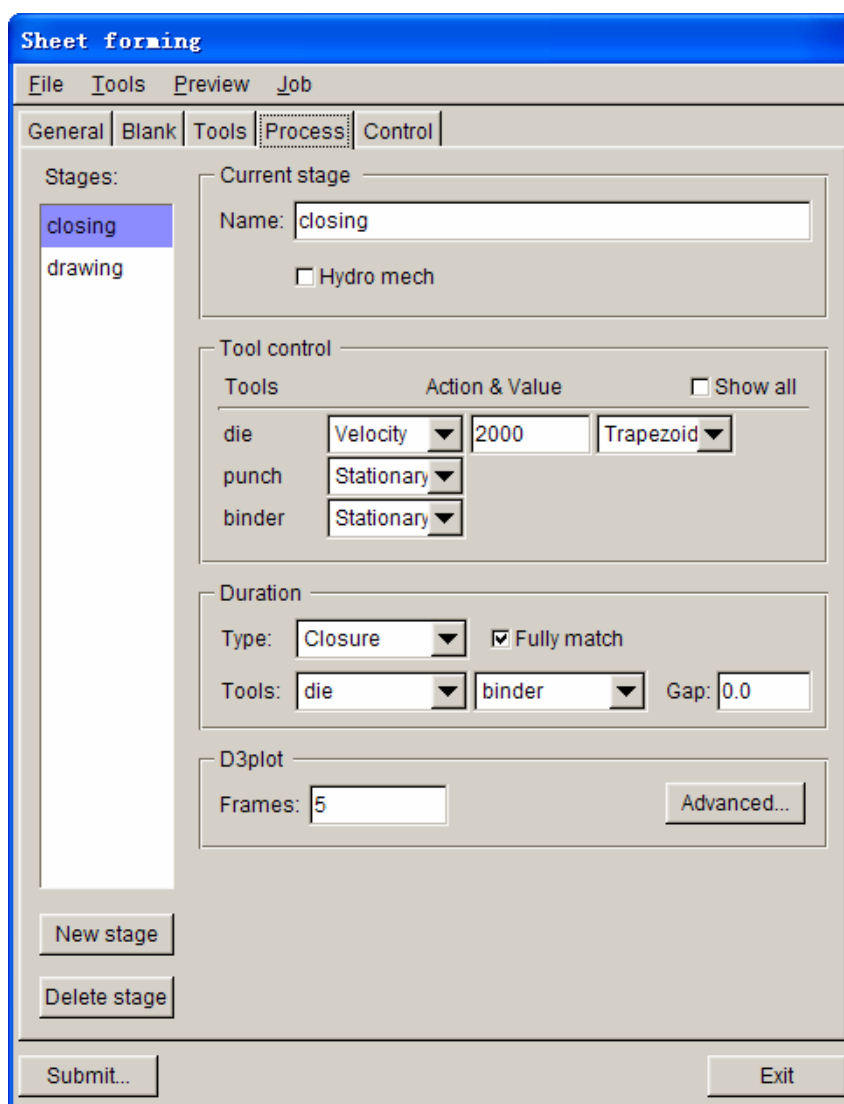 Sheet forming
File Tools Preview Job
General Blank Tools Process Control
Stages:
closing
drawing
Current stage
Name: closing
Hydro mech
Tool control
Tools Action & Value Show all
die Velocity 2000 Trapezoid
punch Stationary
binder Stationary
Duration
Type: Closure Fully match
Tools: die binder Gap: 0.0
D3plot
Frames: 5 Advanced...
New stage
Delete stage
Submit... Exit